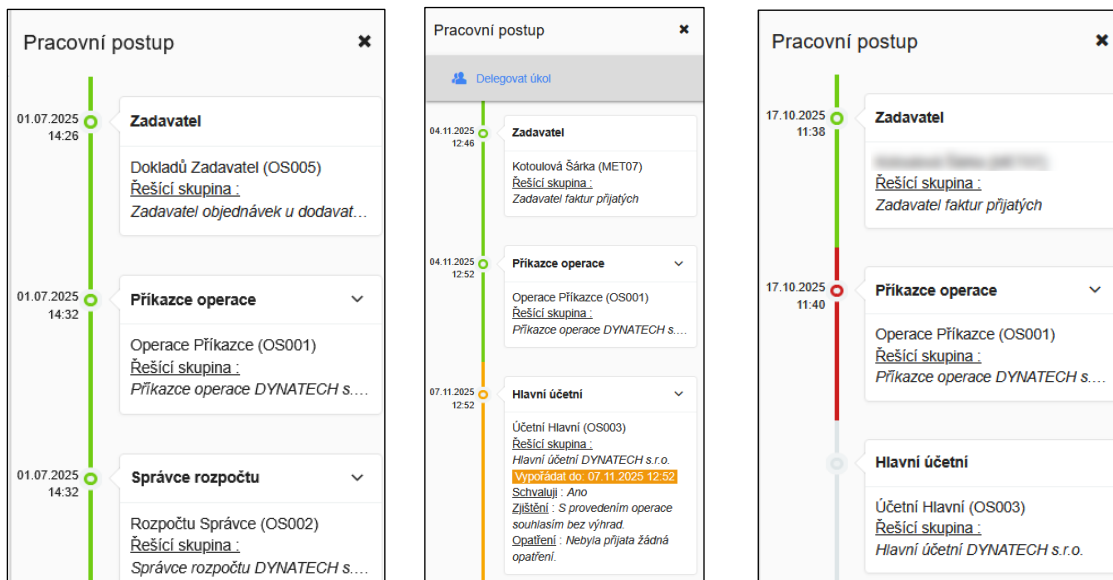 Pracovní postup
01.07.2025
14:26
Zadavatel
Dokladů Zadavatel (OS005)
Řešící skupina :
Zadavatel objednávek u dodavat…
01.07.2025
14:32
Příkazce operace
Operace Příkazce (OS001)
Řešící skupina :
Příkazce operace DYNATECH s.…
01.07.2025
14:32
Správce rozpočtu
Rozpočtu Správce (OS002)
Řešící skupina :
Správce rozpočtu DYNATECH s.…
Pracovní postup
Delegovat úkol
04.11.2025
12:46
Zadavatel
Kotoulová Šárka (MET07)
Řešící skupina :
Zadavatel faktur přijatých
04.11.2025
12:52
Příkazce operace
Operace Příkazce (OS001)
Řešící skupina :
Příkazce operace DYNATECH s.…
07.11.2025
12:52
Hlavní účetní
Účetní Hlavní (OS003)
Řešící skupina :
Hlavní účetní DYNATECH s.r.o.
Vypořádat do: 07.11.2025 12:52
Schvaluji : Ano
Zjištění : S provedením operace
souhlasím bez výhrad.
Opatření : Nebyla přijata žádná
opatření.
Pracovní postup
17.10.2025
11:38
Zadavatel
Řešící skupina :
Zadavatel faktur přijatých
17.10.2025
11:40
Příkazce operace
Operace Příkazce (OS001)
Řešící skupina :
Příkazce operace DYNATECH s.…
Hlavní účetní
Účetní Hlavní (OS003)
Řešící skupina :
Hlavní účetní DYNATECH s.r.o.